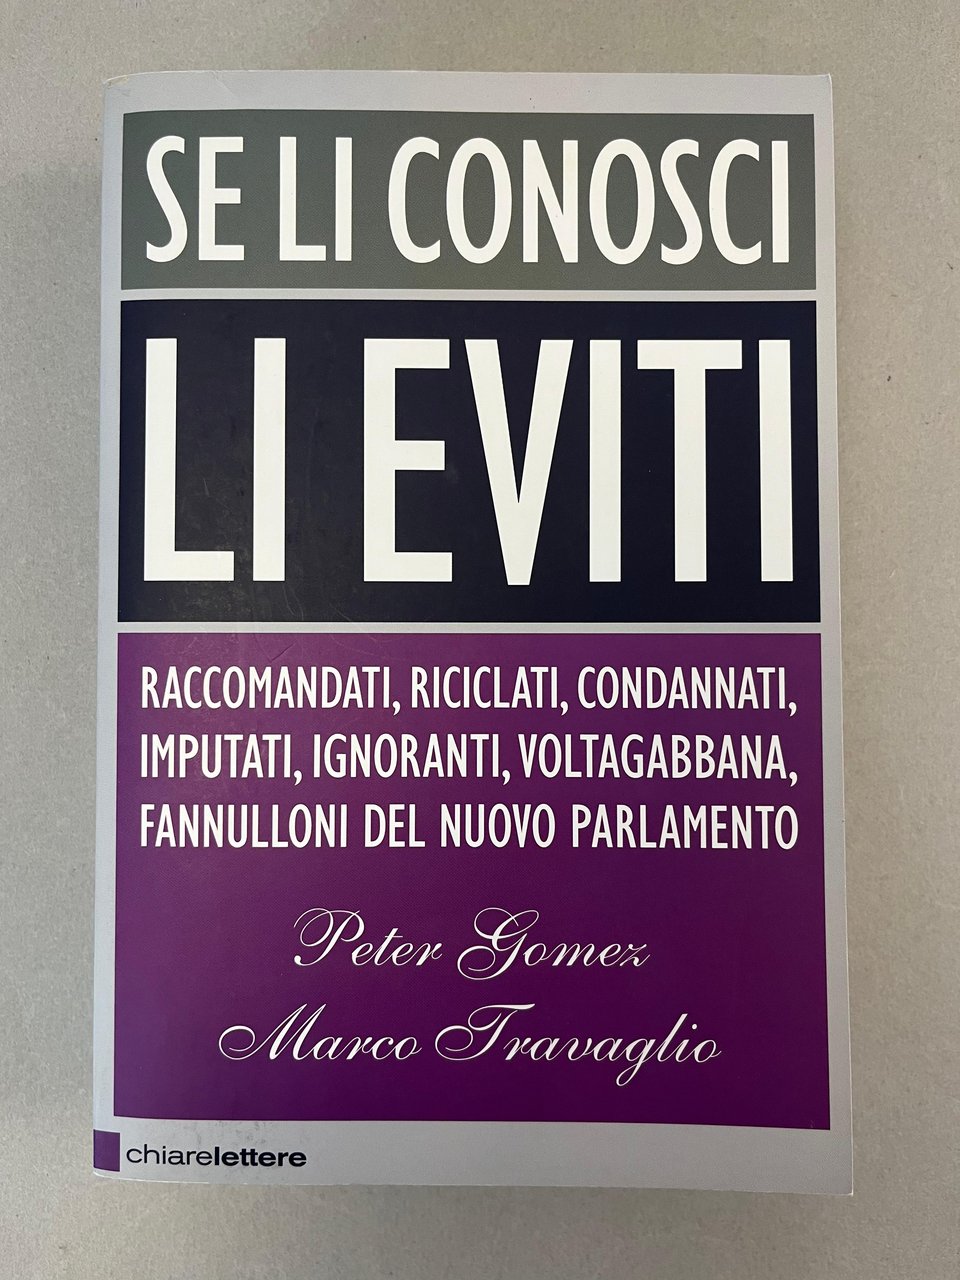 SE LI CONOSCI
LI EVITI
RACCOMANDATI, RICICLATI, CONDANNATI,
IMPUTATI, IGNORANTI, VOLTAGABBANA,
FANNULLONI DEL NUOVO PARLAMENTO
Peter Gomez
Marco Travaglio
chiarelettere